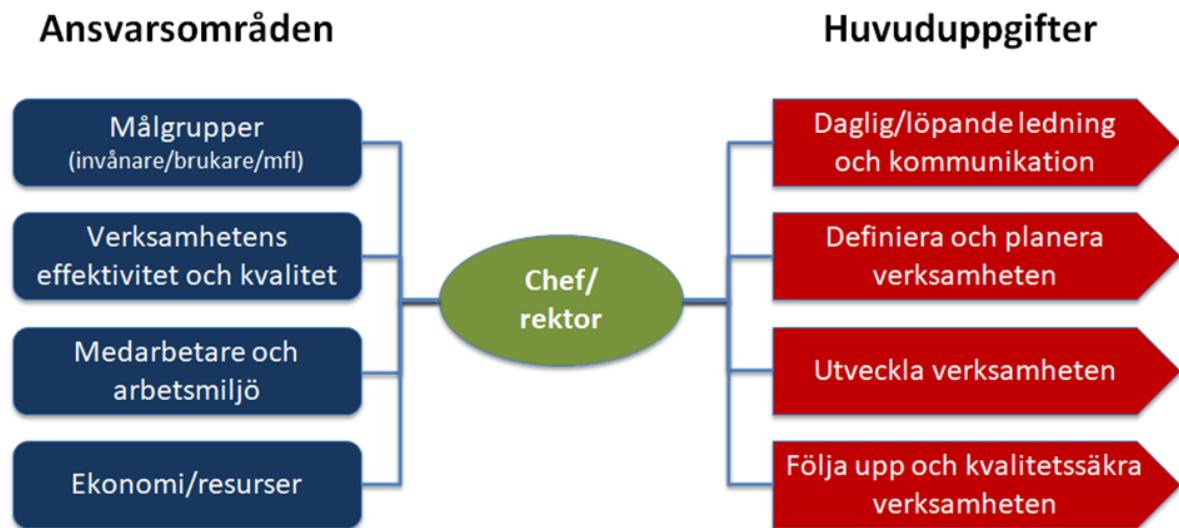 Ansvarsområden
Målgrupper
(invånare/brukare/mfl)
Verksamhetens
effektivitet och kvalitet
Medarbetare och
arbetsmiljö
Ekonomi/resurser
Chef/
rektor
Huvuduppgifter
Daglig/löpande ledning
och kommunikation
Definiera och planera
verksamheten
Utveckla verksamheten
Följa upp och kvalitetssäkra
verksamheten